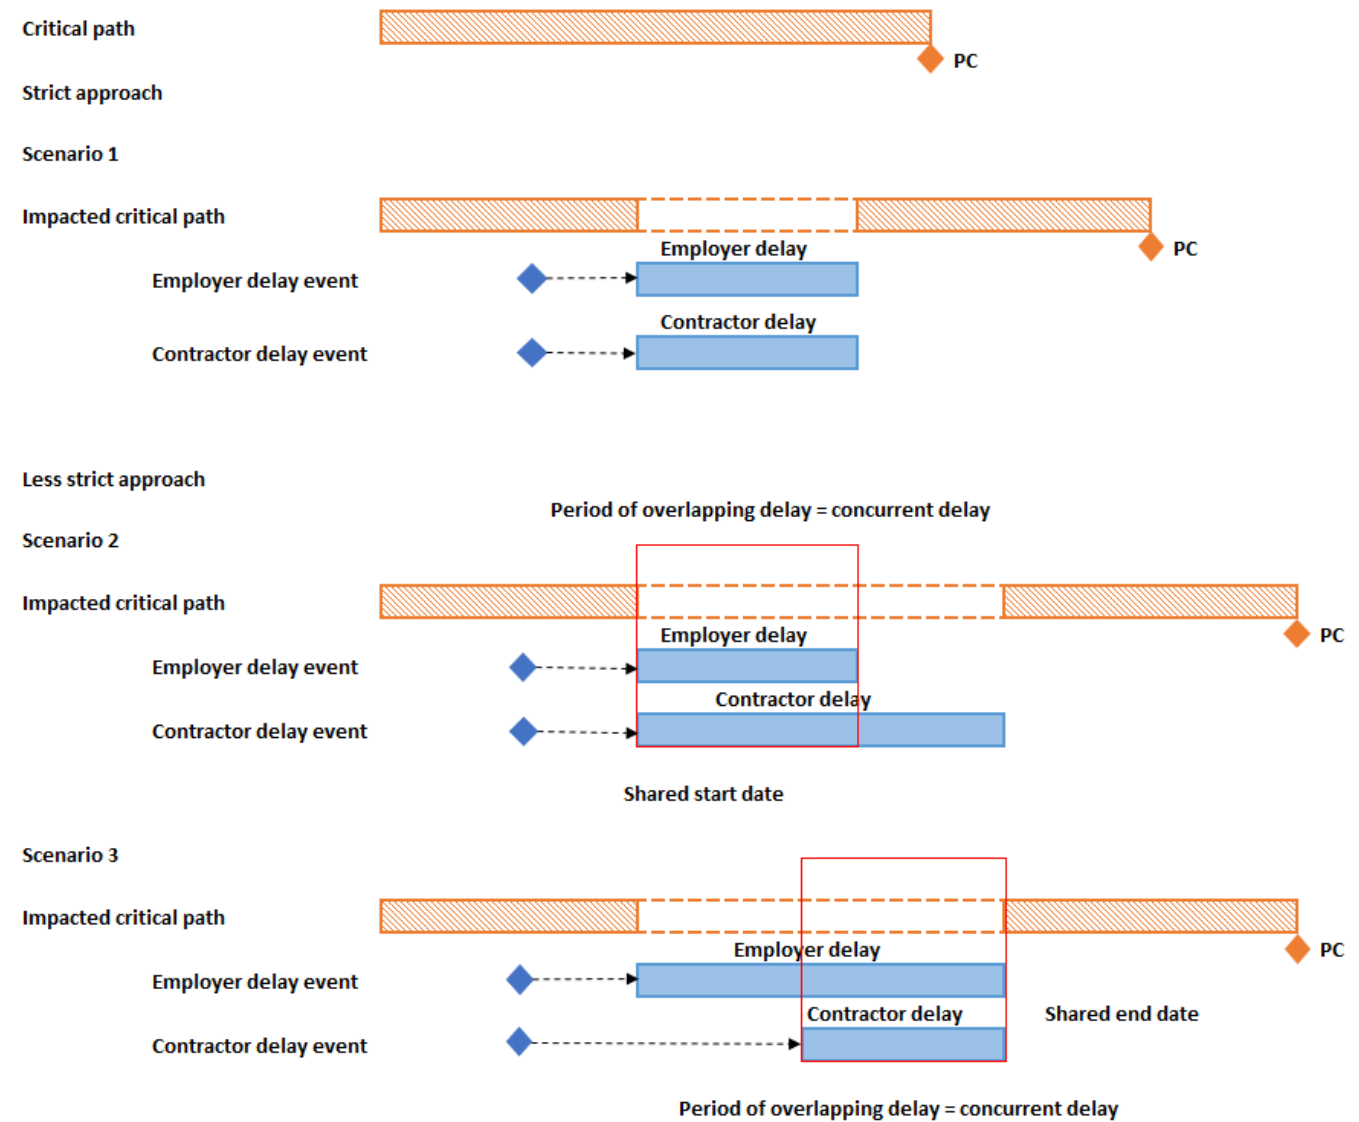 Critical path
PC
Strict approach
Scenario 1
Impacted critical path
PC
Employer delay
Employer delay event
Contractor delay
Contractor delay event
Less strict approach
Period of overlapping delay = concurrent delay
Scenario 2
Impacted critical path
PC
Employer delay
Employer delay event
Contractor delay
Contractor delay event
Shared start date
Scenario 3
Impacted critical path
PC
Employer delay
Employer delay event
Contractor delay
Shared end date
Contractor delay event
Period of overlapping delay = concurrent delay